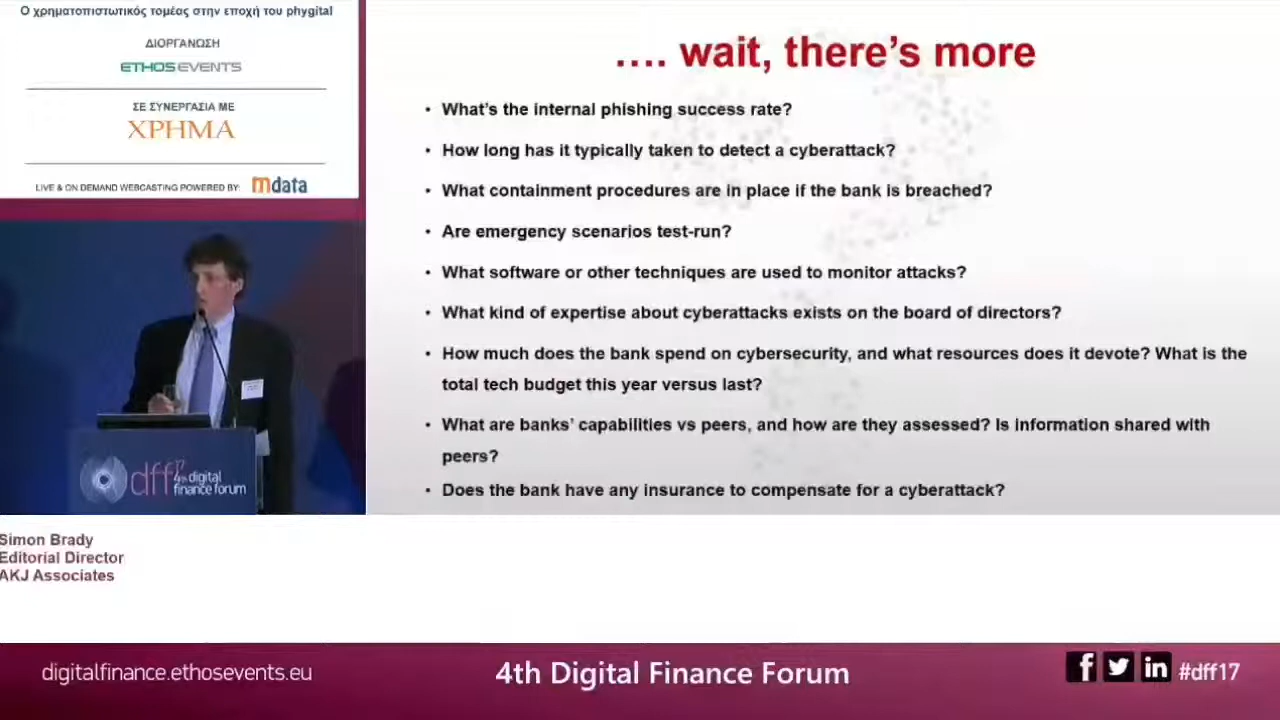 Ο χρηματοπιστωτικός τομέας στην εποχή του phygital
ΔΙΟΡΓΑΝΩΣΗ
ETHOSEVENTS
ΣΕ ΣΥΝΕΡΓΑΣΙΑ ΜΕ
ΧΡΗΜΑ
LIVE & ON DEMAND WEBCASTING POWERED BY: mdata
.... wait, there's more
• What's the internal phishing success rate?
• How long has it typically taken to detect a cyberattack?
• What containment procedures are in place if the bank is breached?
• Are emergency scenarios test-run?
• What software or other techniques are used to monitor attacks?
• What kind of expertise about cyberattacks exists on the board of directors?
• How much does the bank spend on cybersecurity, and what resources does it devote? What is the
total tech budget this year versus last?
• What are banks' capabilities vs peers, and how are they assessed? Is information shared with
peers?
• Does the bank have any insurance to compensate for a cyberattack?
dff17
4th digital
finance forum
Simon Brady
Editorial Director
AKJ Associates
digitalfinance.ethosevents.eu
4th Digital Finance Forum
#dff17